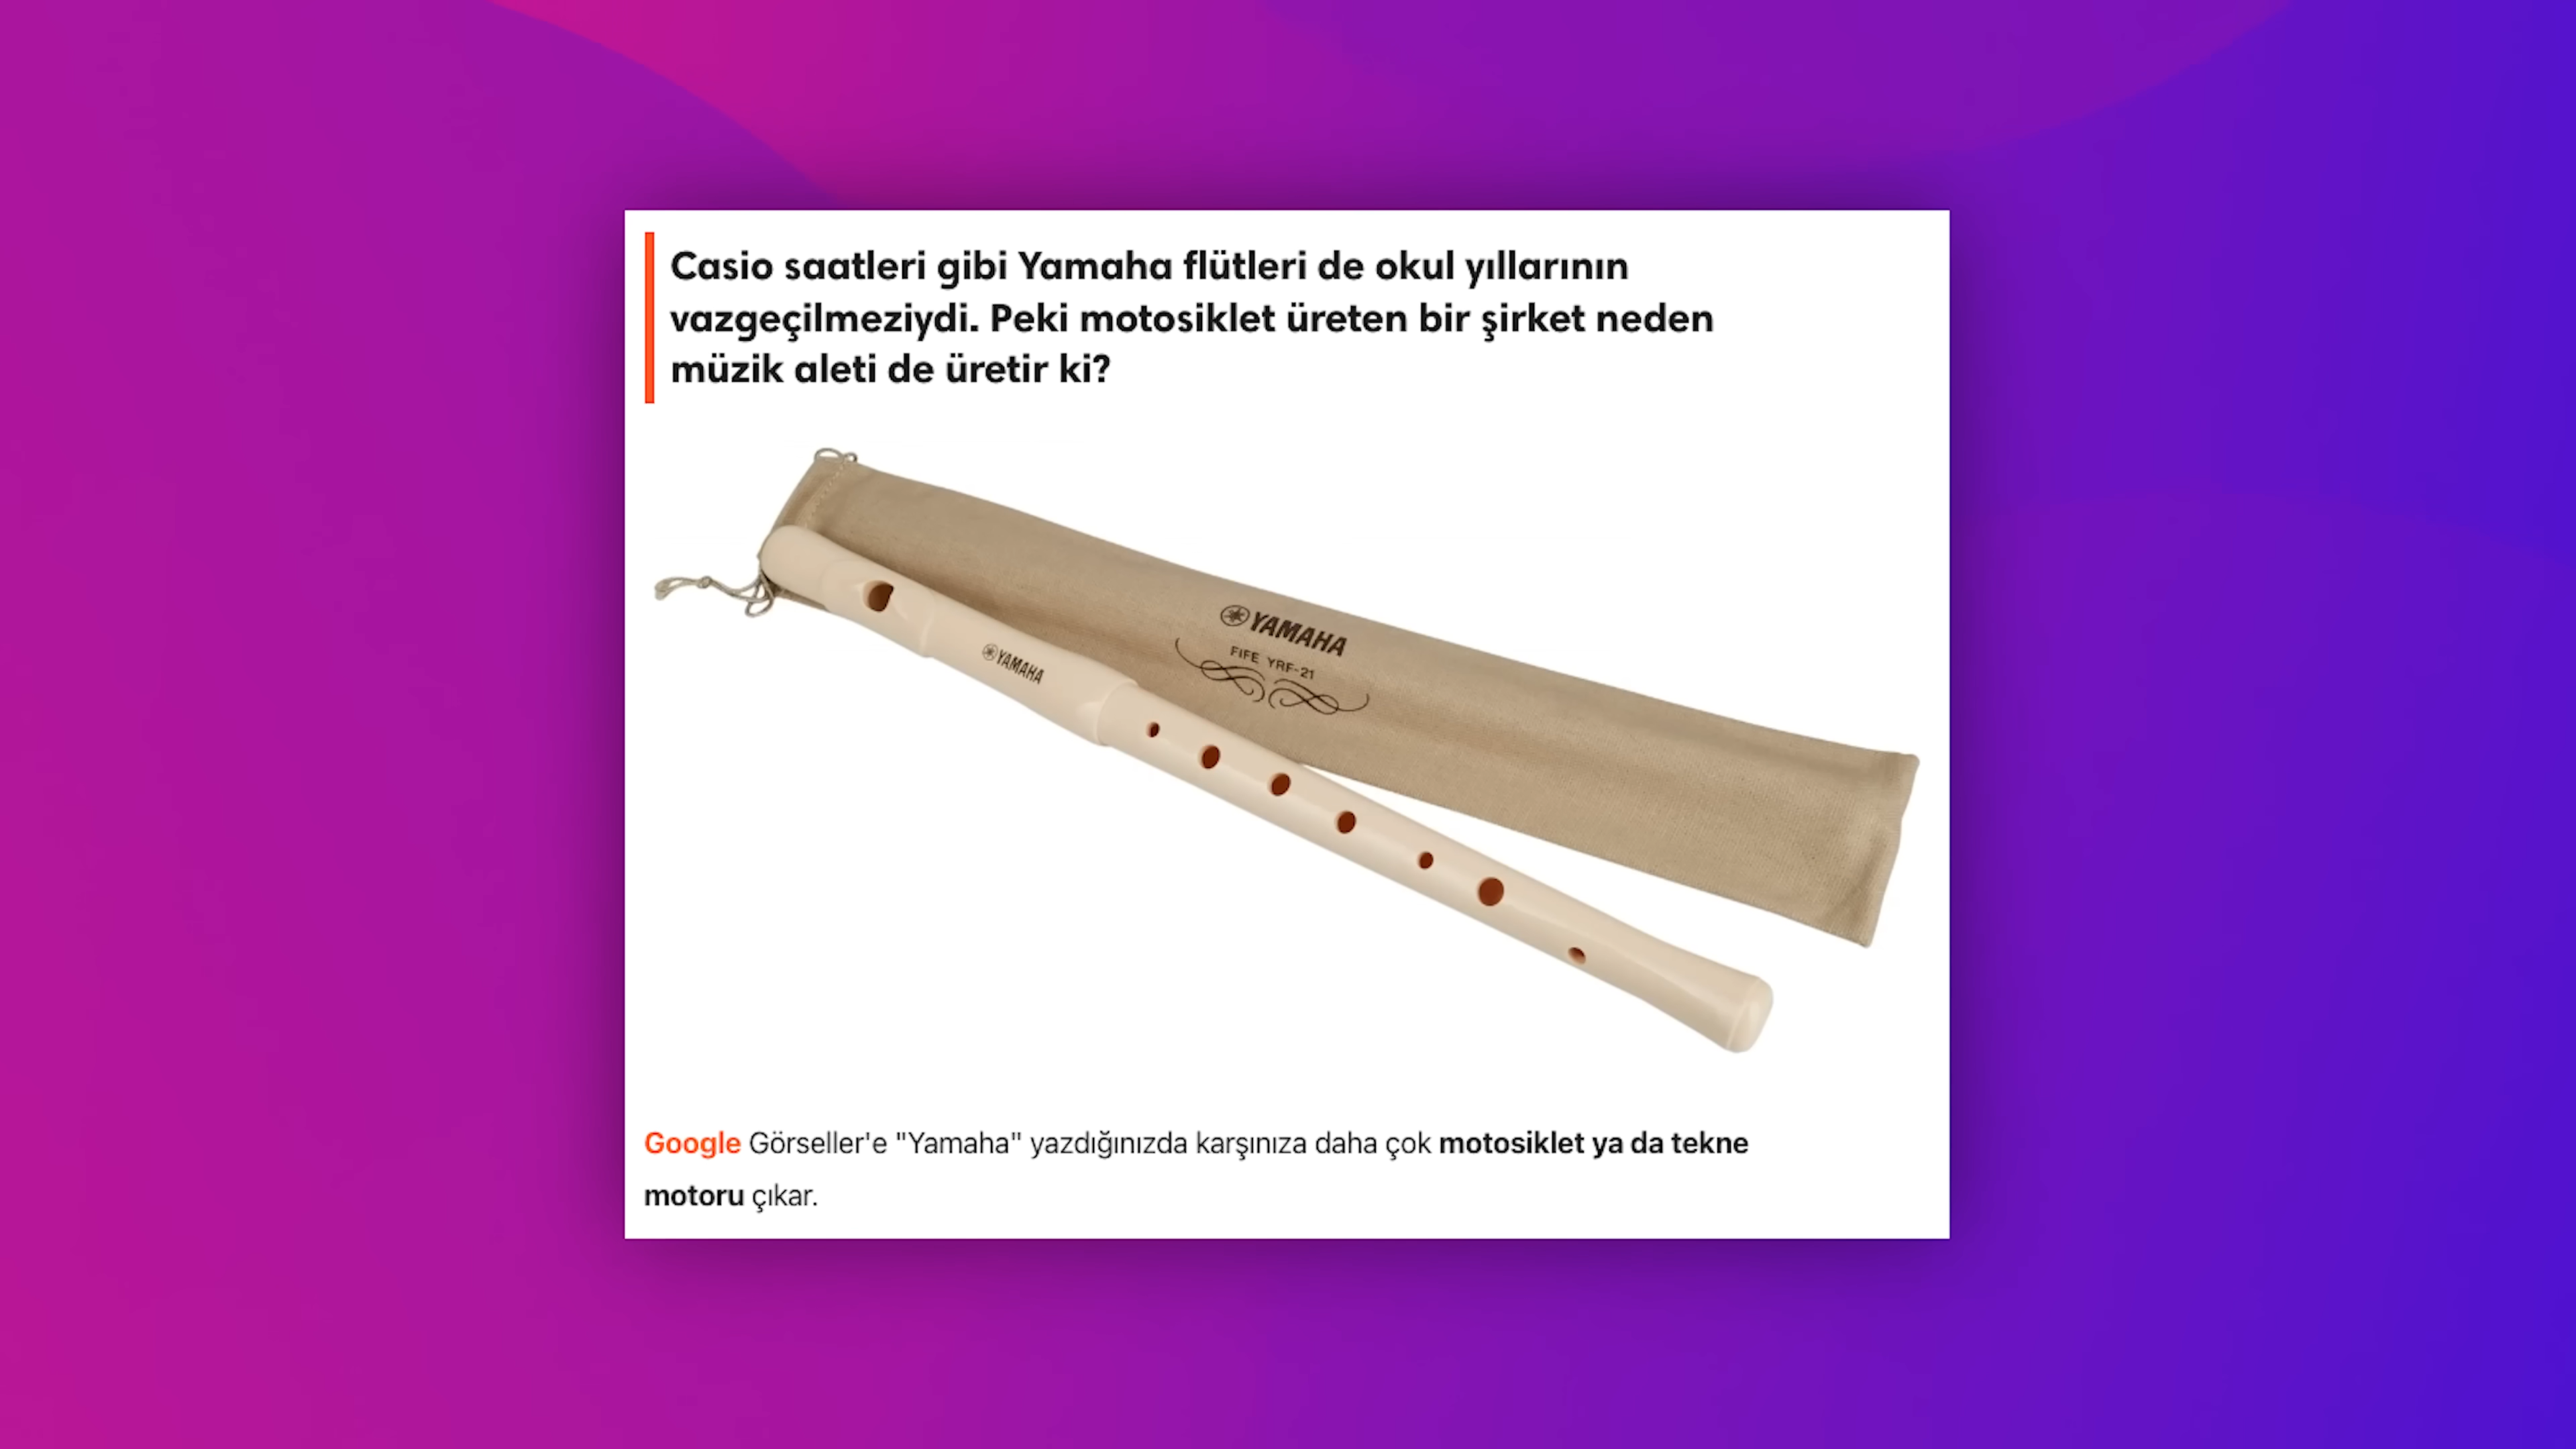 Casio saatleri gibi Yamaha flütleri de okul yıllarının
vazgeçilmeziydi. Peki motosiklet üreten bir şirket neden
müzik aleti de üretir ki?
YAMAHA
FIFE YRF-21
YAMAHA
Google Görseller'e "Yamaha" yazdığınızda karşınıza daha çok motosiklet ya da tekne
motoru çıkar.